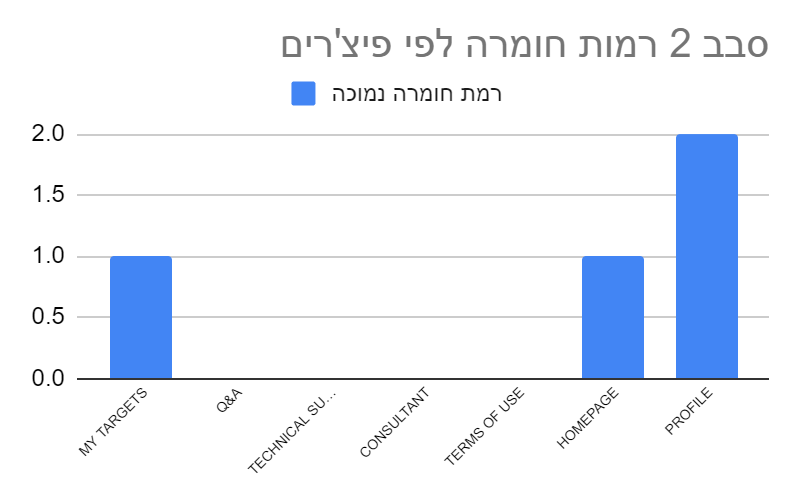 סבב 2 רמות חומרה לפי פיצ'רים
רמת חומרה נמוכה
2.0
1.5
1.0
0.5
0.0
MY TARGETS
Q&A
TECHNICAL SU...
CONSULTANT
TERMS OF USE
HOMEPAGE
PROFILE